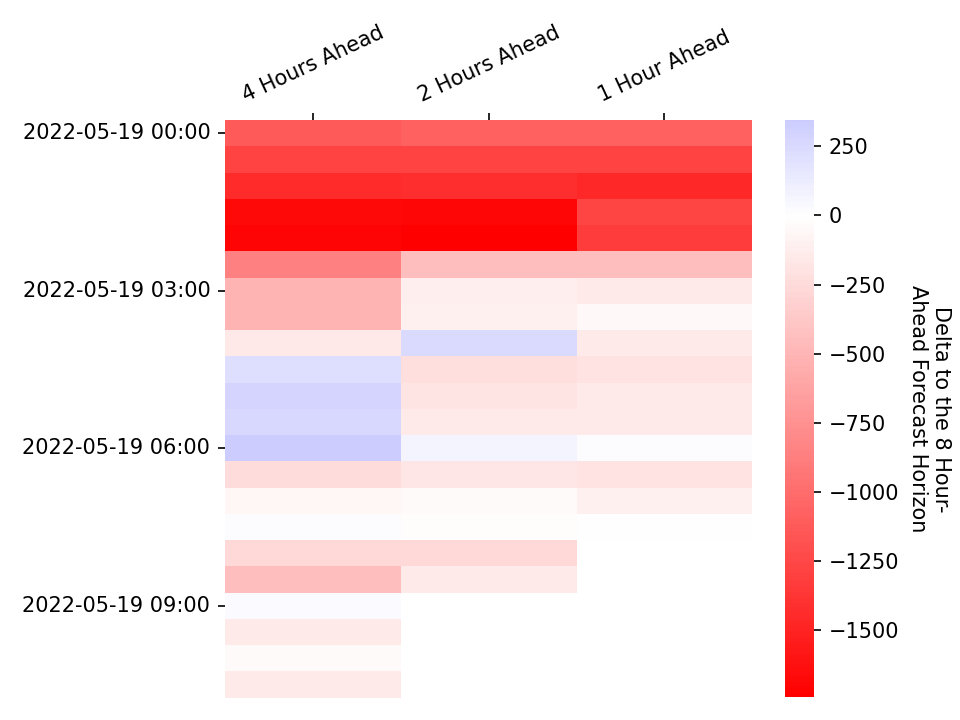 4 Hours Ahead
2 Hours Ahead
1 Hour Ahead
2022-05-19 00:00
2022-05-19 03:00
2022-05-19 06:00
2022-05-19 09:00
250
0
−250
−500
−750
−1000
−1250
−1500
Delta to the 8 Hour-
Ahead Forecast Horizon